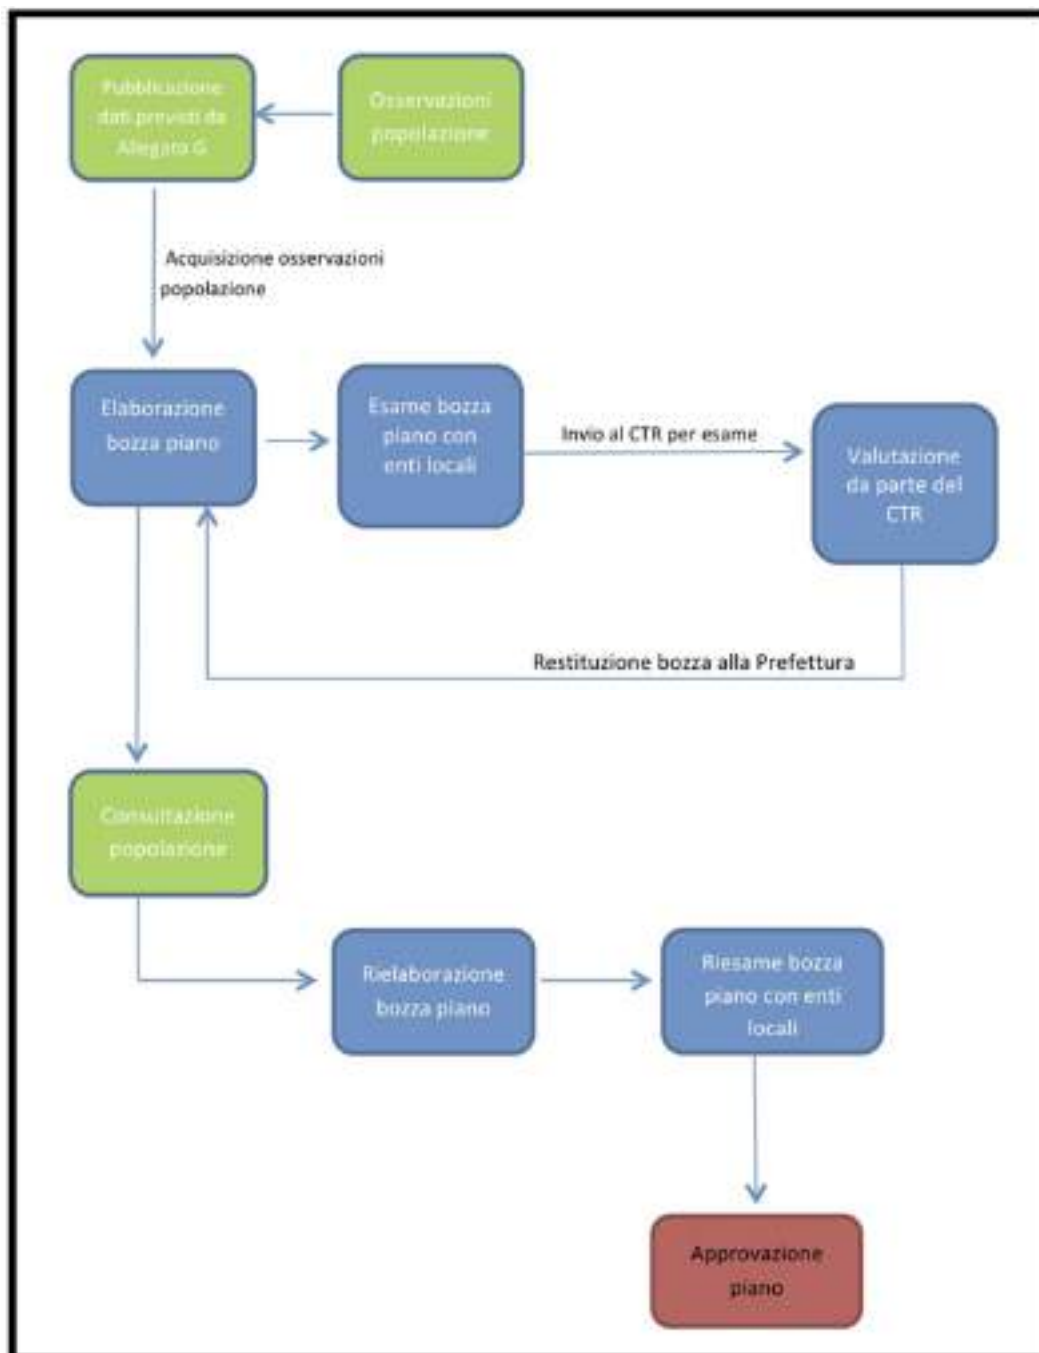 Pubblicazione
dati previsti da
Allegato G
Osservazioni
popolazione
Acquisizione osservazioni
popolazione
Elaborazione
bozza piano
Esame bozza
piano con
enti locali
Invio al CTR per esame
Valutazione
da parte del
CTR
Restituzione bozza alla Prefettura
Consultazione
popolazione
Rielaborazione
bozza piano
Riesame bozza
piano con enti
locali
Approvazione
piano